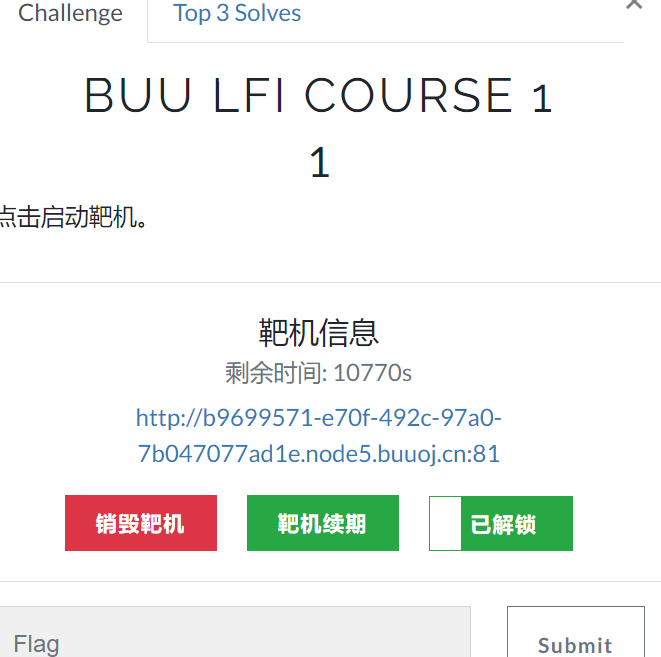 Challenge
Top 3 Solves
BUU LFI COURSE 1
1
点击启动靶机。
靶机信息
剩余时间: 10770s
http://b9699571-e70f-492c-97a0-
7b047077ad1e.node5.buuoj.cn:81
销毁靶机
靶机续期
已解锁
Flag
Submit